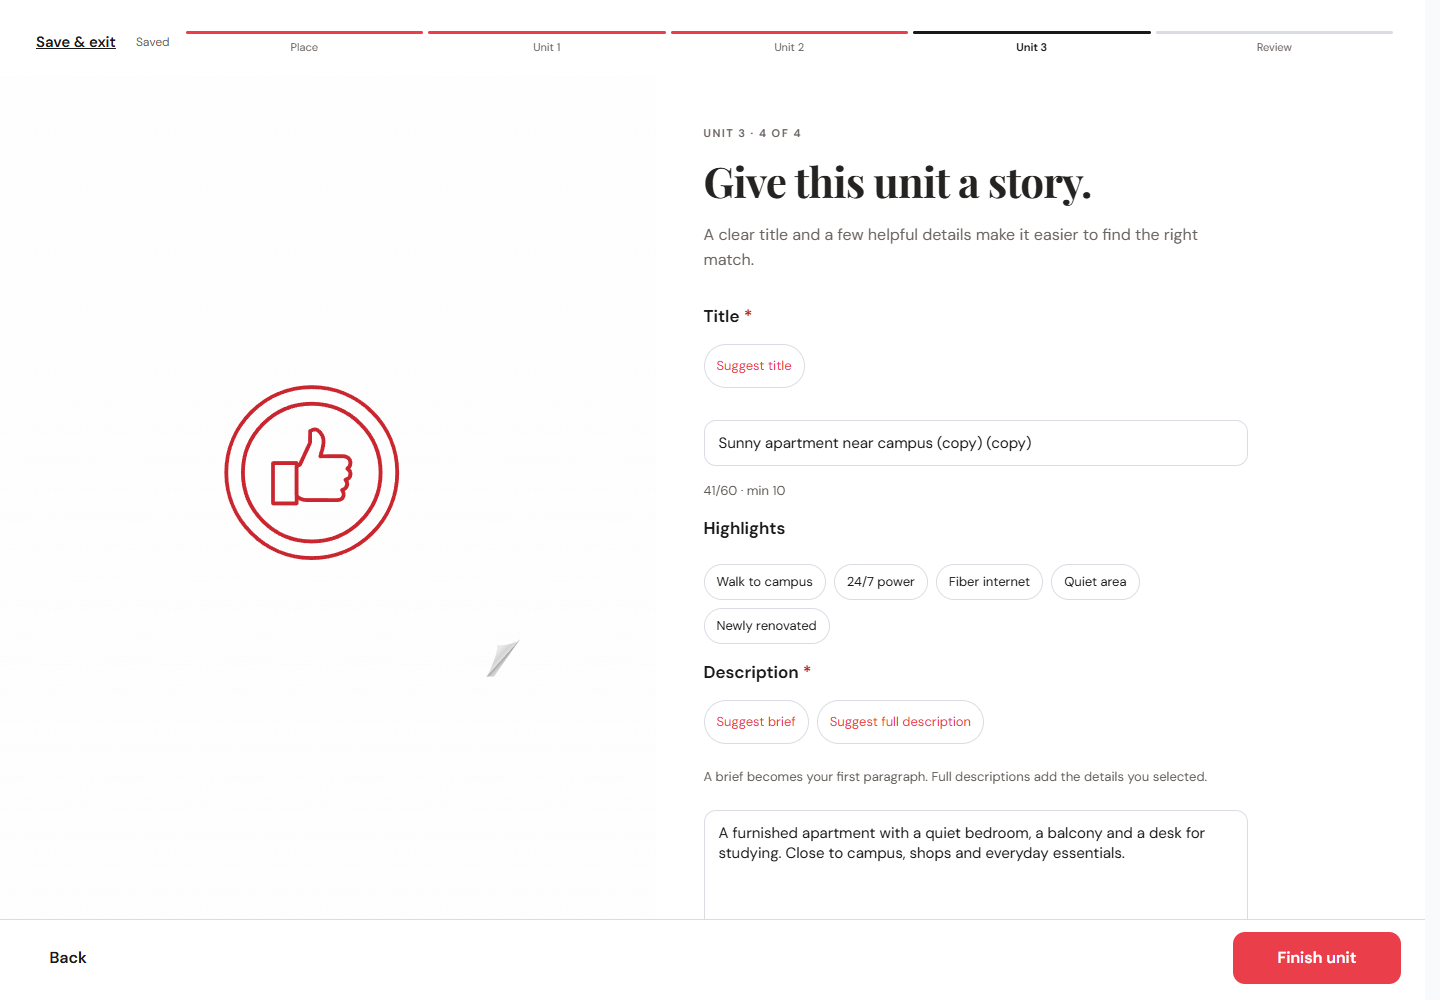 Save & exit
Saved
Place
Unit 1
Unit 2
Unit 3
Review
UNIT 3 · 4 OF 4
Give this unit a story.
A clear title and a few helpful details make it easier to find the right
match.
Title *
Suggest title
Sunny apartment near campus (copy) (copy)
41/60 · min 10
Highlights
Walk to campus
24/7 power
Fiber internet
Quiet area
Newly renovated
Description *
Suggest brief
Suggest full description
A brief becomes your first paragraph. Full descriptions add the details you selected.
A furnished apartment with a quiet bedroom, a balcony and a desk for
studying. Close to campus, shops and everyday essentials.
Back
Finish unit